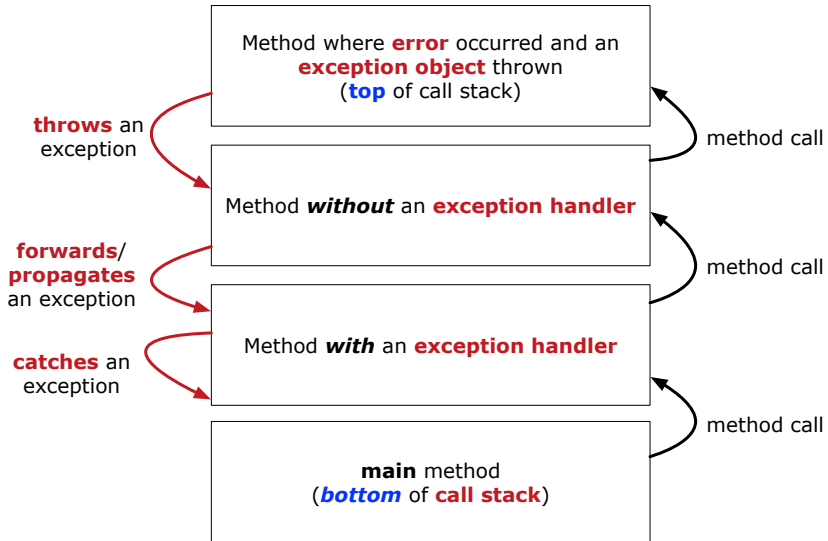 Method where error occurred and an
exception object thrown
(top of call stack)
throws an
exception
method call
Method without an exception handler
forwards/
propagates
an exception
method call
Method with an exception handler
catches an
exception
method call
main method
(bottom of call stack)